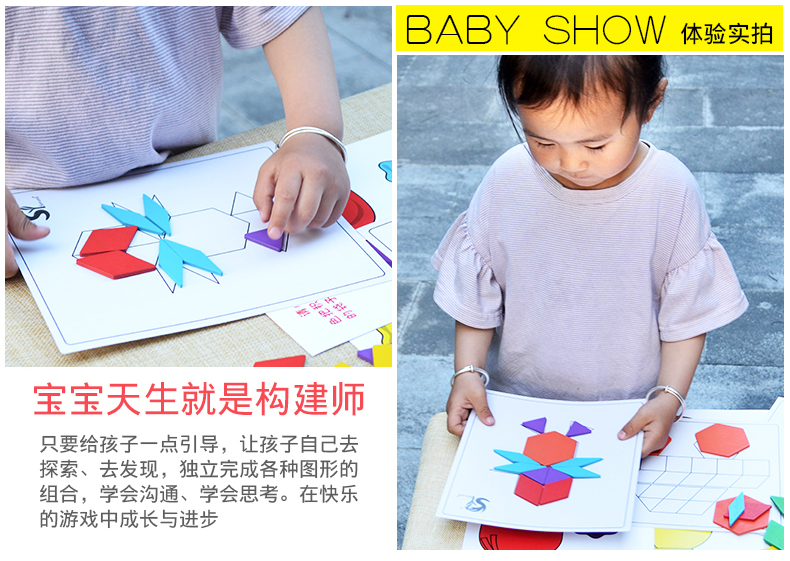 BABY SHOW 体验实拍
宝宝天生就是构建师
只要给孩子一点引导，让孩子自己去
探索、去发现，独立完成各种图形的
组合，学会沟通、学会思考。在快乐
的游戏中成长与进步